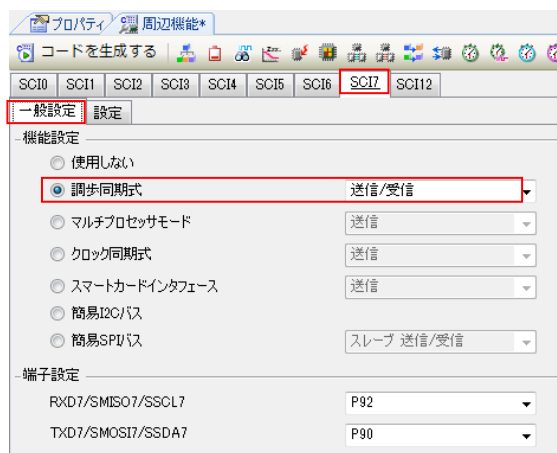 プロパティ 周辺機能*
コードを生成する
SCI0 SCI1 SCI2 SCI3 SCI4 SCI5 SCI6 SCI7 SCI12
一般設定 設定
機能設定
使用しない
調歩同期式 送信/受信
マルチプロセッサモード 送信
クロック同期式 送信
スマートカードインタフェース 送信
簡易I2Cバス
簡易SPIバス スレーブ 送信/受信
端子設定
RXD7/SMISO7/SSCL7 P92
TXD7/SMOSI7/SSDA7 P90